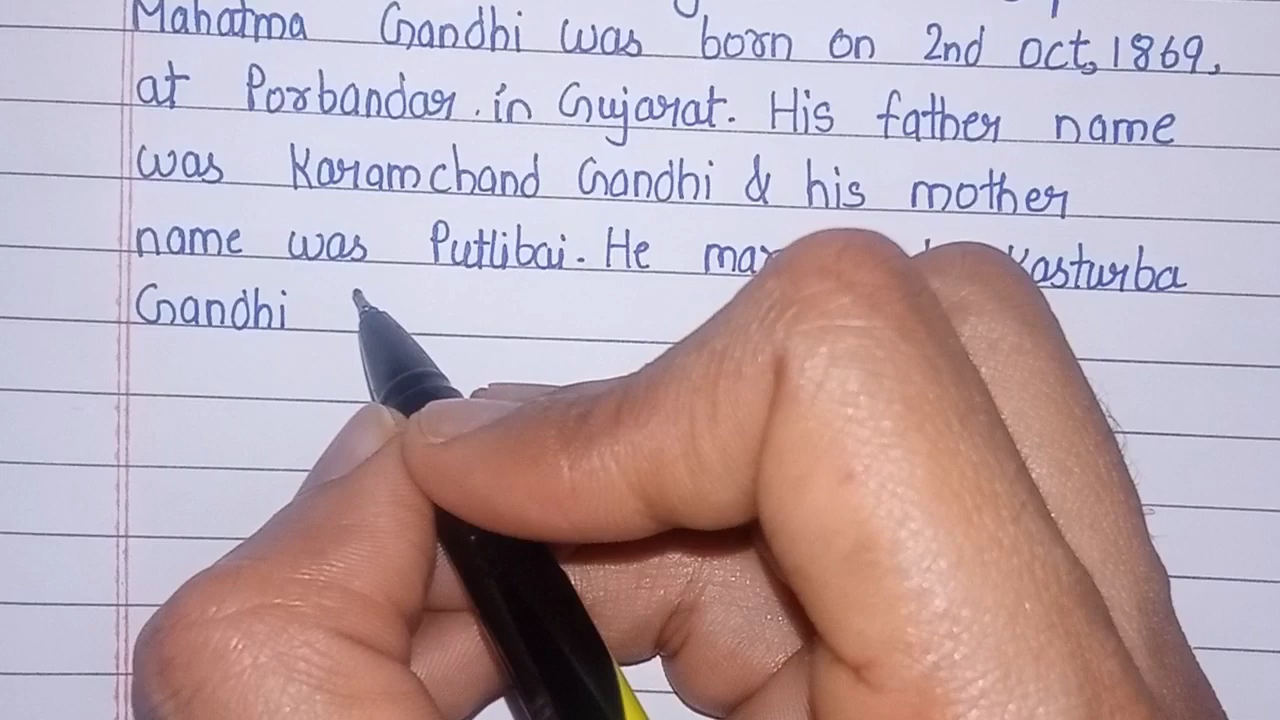 Mahatma Gandhi was born on 2nd Oct, 1869,
at Porbandar. in Gujarat. His father name
was Karamchand Gandhi & his mother
name was Putlibai. He Kasturba
Gandhi